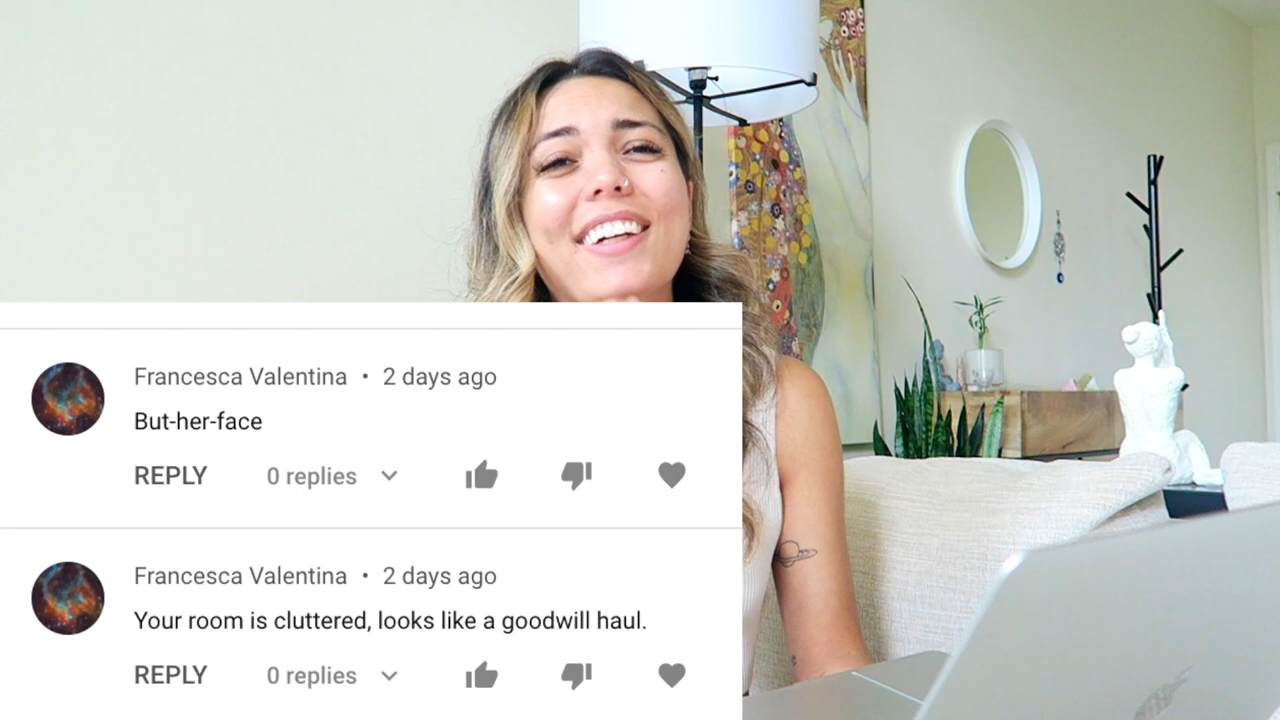 Francesca Valentina • 2 days ago
But-her-face
REPLY 0 replies
Francesca Valentina • 2 days ago
Your room is cluttered, looks like a goodwill haul.
REPLY 0 replies